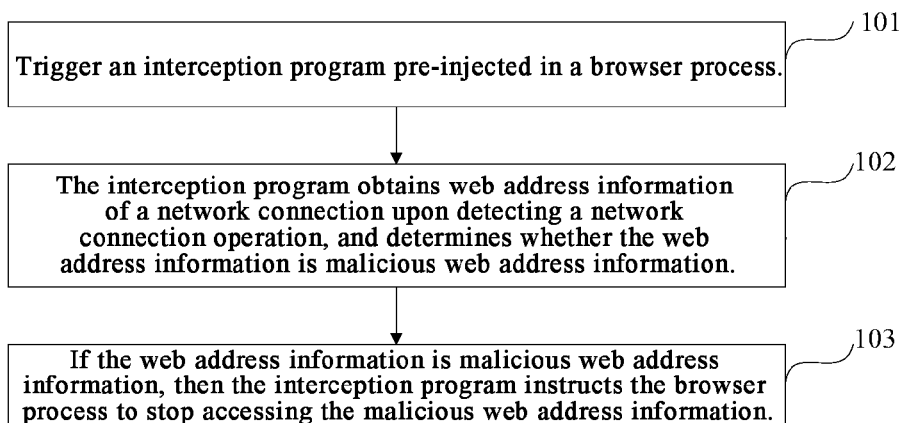 101
Trigger an interception program pre-injected in a browser process.
102
The interception program obtains web address information
of a network connection upon detecting a network
connection operation, and determines whether the web
address information is malicious web address information.
103
If the web address information is malicious web address
information, then the interception program instructs the browser
process to stop accessing the malicious web address information.